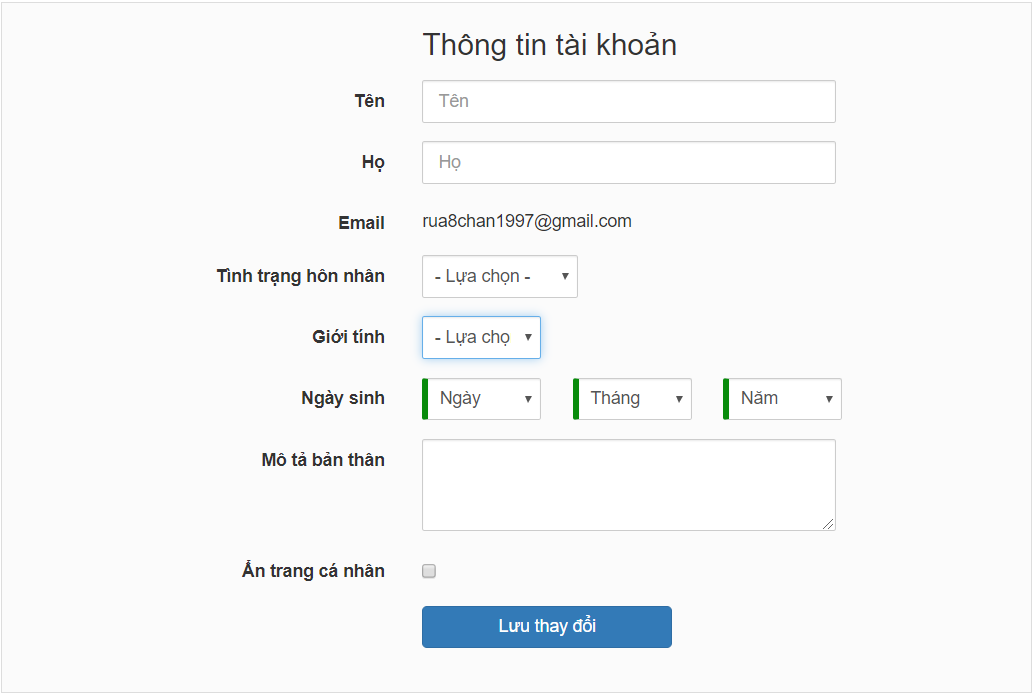 Thông tin tài khoản
Tên Tên
Họ Họ
Email rua8chan1997@gmail.com
Tình trạng hôn nhân - Lựa chọn -
Giới tính - Lựa chọ
Ngày sinh Ngày Tháng Năm
Mô tả bản thân
Ẩn trang cá nhân
Lưu thay đổi